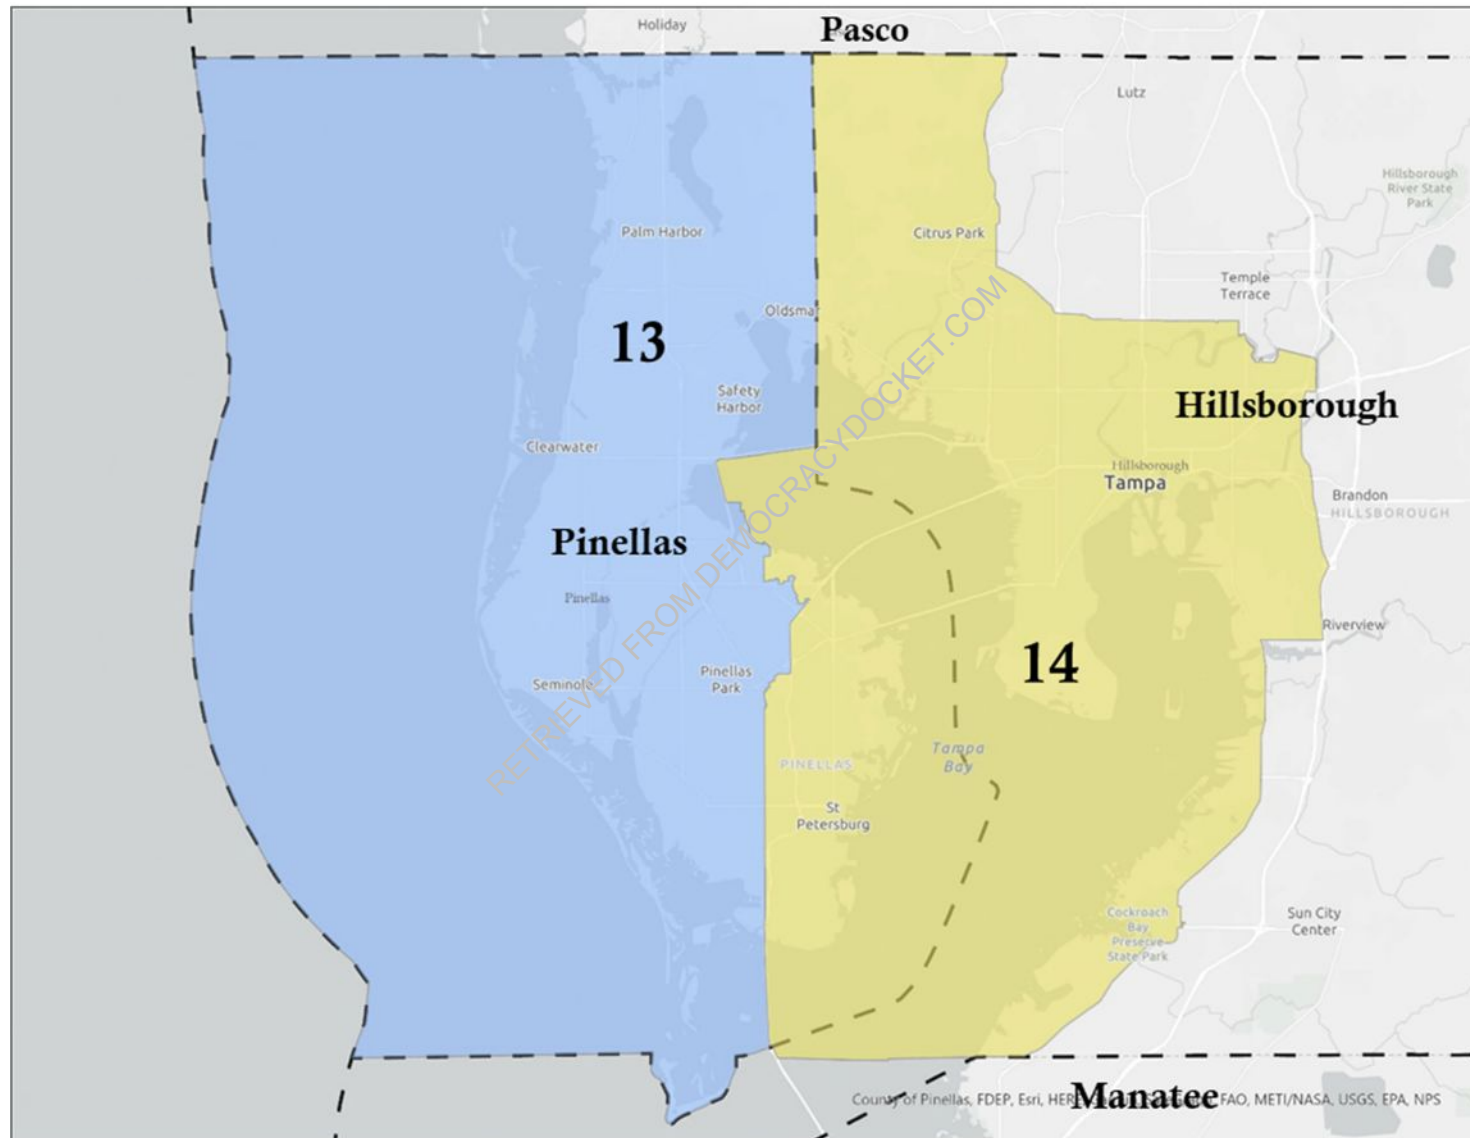 Holiday
Pasco
Lutz
Hillsborough
River State
Park
Palm Harbor
Citrus Park
Temple
Terrace
Oldsmar
13
Safety
Harbor
Hillsborough
Clearwater
Hillsborough
Tampa
Brandon
HILLSBOROUGH
Pinellas
Pinellas
RETRIEVED FROM DEMOCRACYDOCKET.COM
Riverview
14
Seminole
Pinellas
Park
Tampa
Bay
PINELLAS
St
Petersburg
Cockroach
Bay
Preserve
State Park
Sun City
Center
Manatee
County of Pinellas, FDEP, Esri, HERE, FAO, METI/NASA, USGS, EPA, NPS